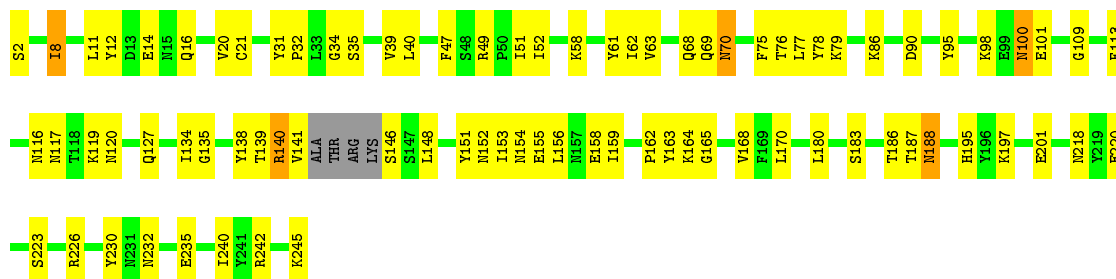 S2 I8 L11 Y12 D13 E14 N15 Q16 V20 C21 Y31 P32 L33 G34 S35 V39 L40 F47 S48 R49 P50 I51 I52 K58 Y61 I62 V63 Q68 Q69 N70 F75 T76 L77 Y78 K79 K86 D90 Y95 K98 E99 N100 E101 G109
N116 N117 T118 K119 N120 Q127 I134 G135 Y138 T139 R140 V141 ALA THR ARG LYS S146 S147 L148 Y151 N152 I153 N154 E155 L156 N157 E158 I159 P162 Y163 K164 G165 V168 F169 L170 L180 S183 T186 T187 N188 H195 Y196 K197 E201 N218 Y219
S223 R226 Y230 N231 N232 E235 I240 Y241 R242 K245